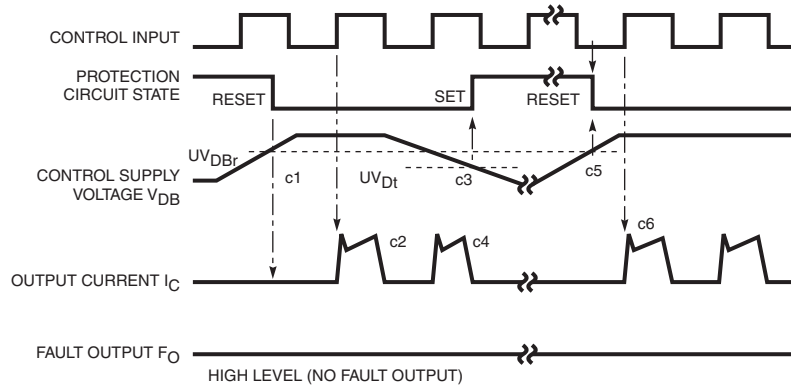 CONTROL INPUT
PROTECTION
CIRCUIT STATE
RESET
SET
RESET
UVDBr
CONTROL SUPPLY
VOLTAGE VDB
c1
UVDt
c3
c5
c2
c4
c6
OUTPUT CURRENT IC
FAULT OUTPUT FO
HIGH LEVEL (NO FAULT OUTPUT)